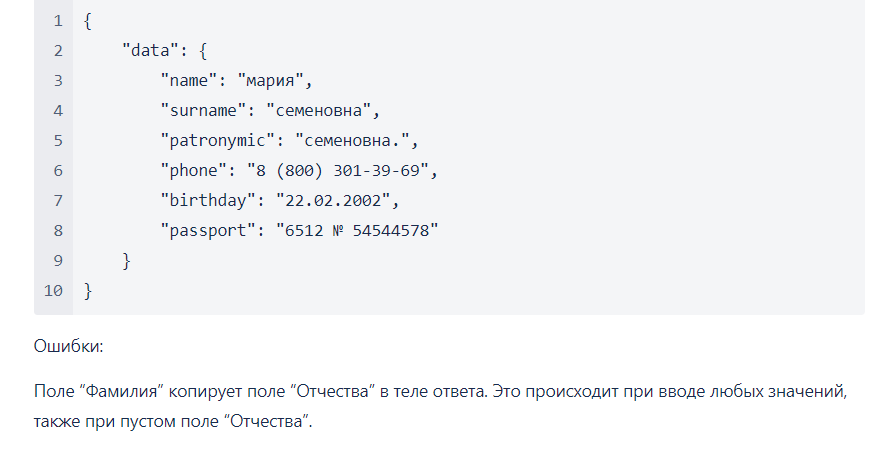 1 {
2     "data": {
3         "name": "мария",
4         "surname": "семеновна",
5         "patronymic": "семеновна.",
6         "phone": "8 (800) 301-39-69",
7         "birthday": "22.02.2002",
8         "passport": "6512 № 54544578"
9     }
10 }
Ошибки:
Поле “Фамилия” копирует поле “Отчества” в теле ответа. Это происходит при вводе любых значений,
также при пустом поле “Отчества”.